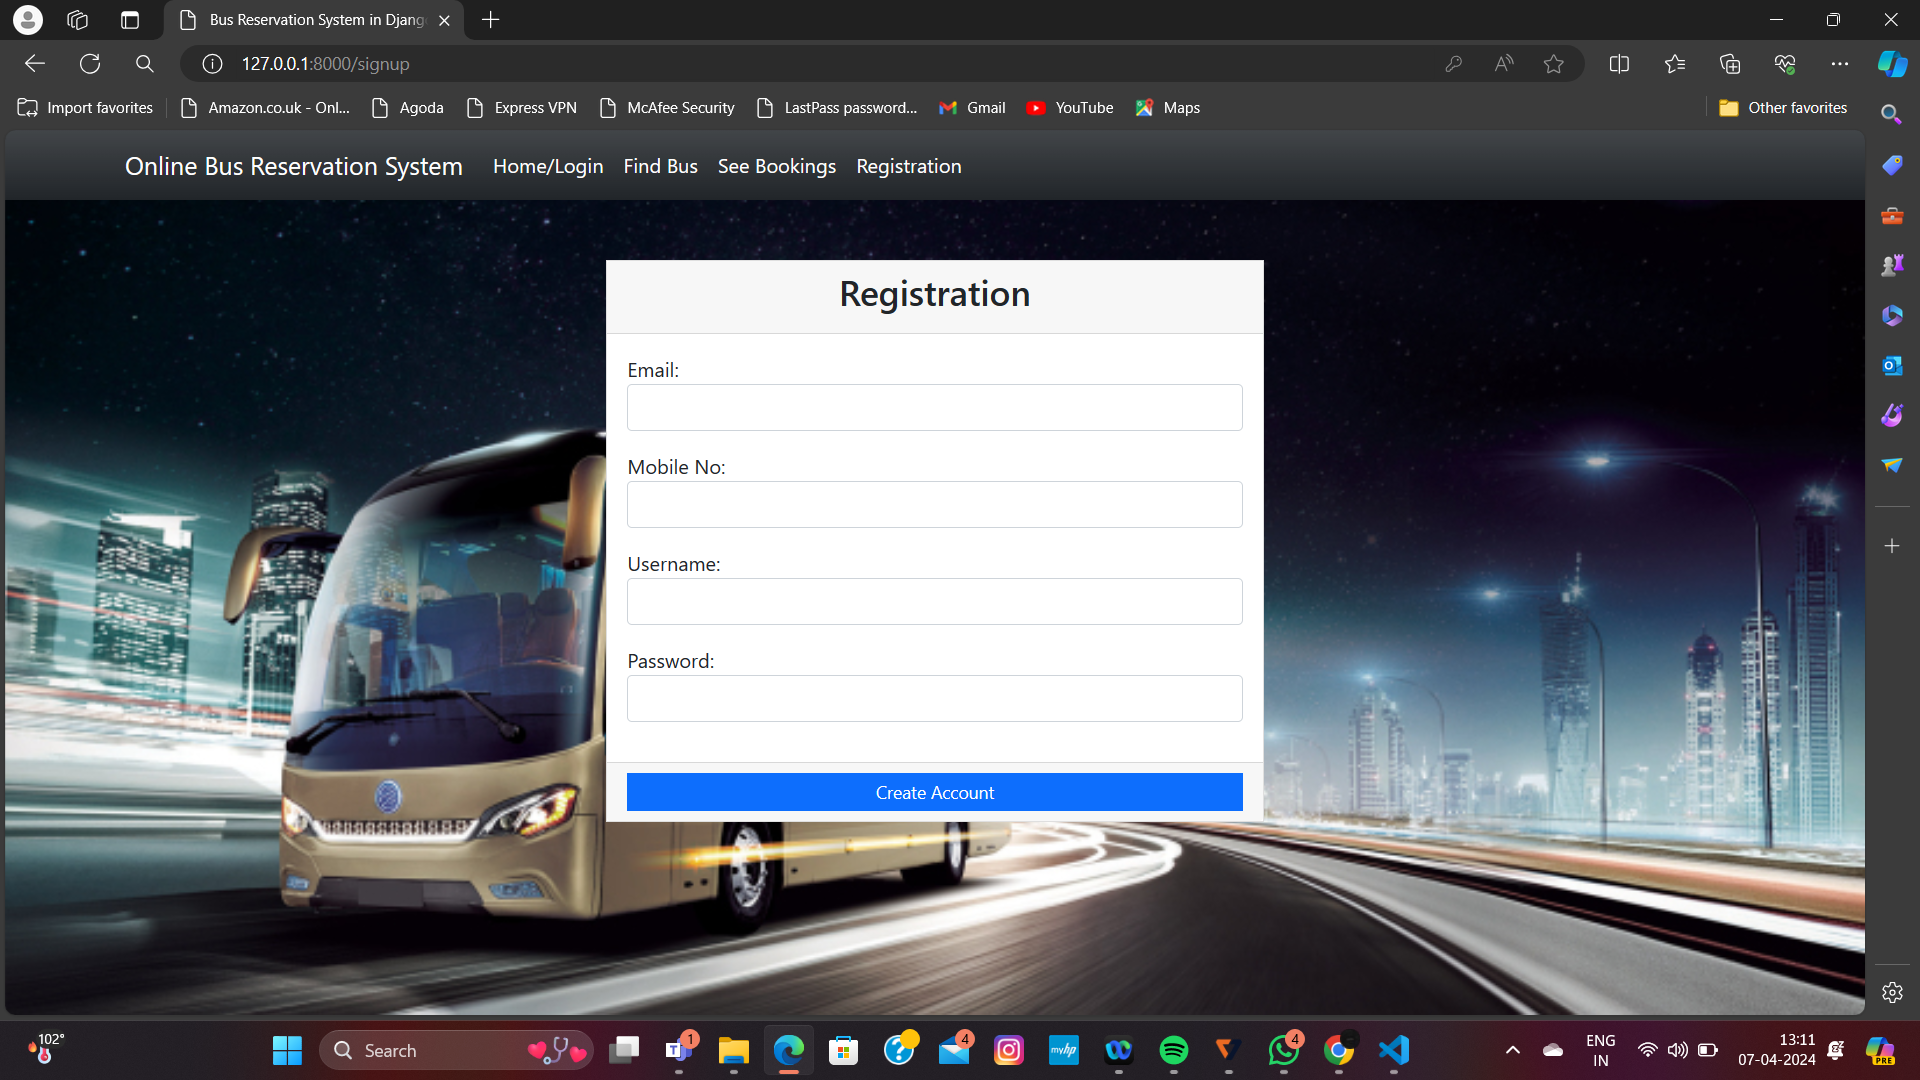 Bus Reservation System in Djang
127.0.0.1:8000/signup
Import favorites
Amazon.co.uk - Onl...
Agoda
Express VPN
McAfee Security
LastPass password...
Gmail
YouTube
Maps
Other favorites
Online Bus Reservation System
Home/Login
Find Bus
See Bookings
Registration
Registration
Email:
Mobile No:
Username:
Password:
Create Account
102°
Search
1
4
myhp
4
ENG
IN
13:11
07-04-2024
PRE